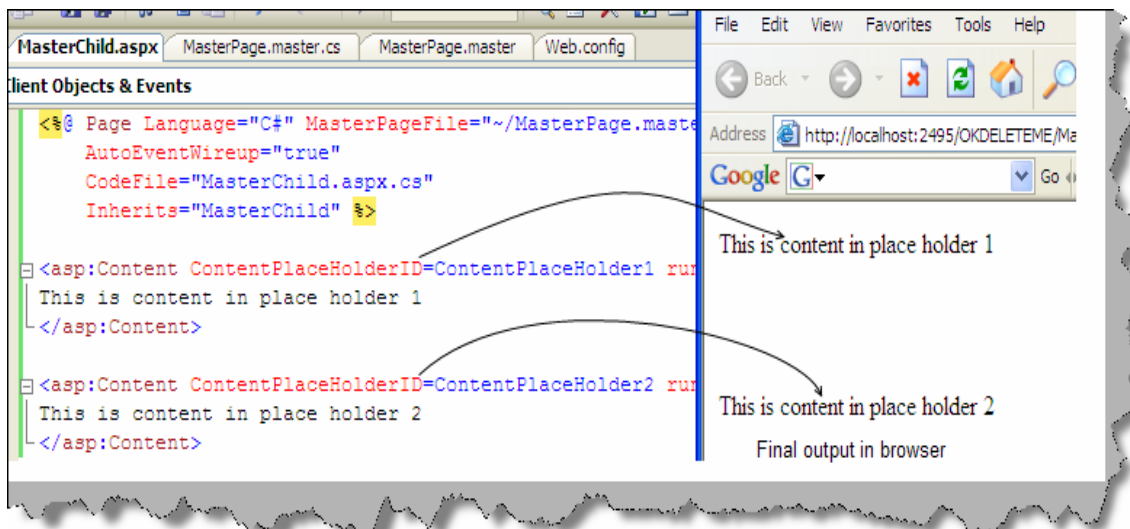 MasterChild.aspx MasterPage.master.cs MasterPage.master Web.config
Client Objects & Events
<%@ Page Language="C#" MasterPageFile="~/MasterPage.maste
AutoEventWireup="true"
CodeFile="MasterChild.aspx.cs"
Inherits="MasterChild" %>
<asp:Content ContentPlaceHolderID=ContentPlaceHolder1 run
This is content in place holder 1
</asp:Content>
<asp:Content ContentPlaceHolderID=ContentPlaceHolder2 run
This is content in place holder 2
</asp:Content>
File Edit View Favorites Tools Help
Back
Address http://localhost:2495/OKDELETEME/Ma
Google G Go
This is content in place holder 1
This is content in place holder 2
Final output in browser